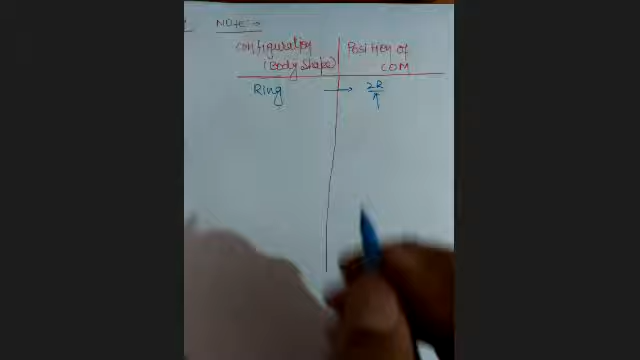 NOTE :→
Configuration
(Body Shape)
Position of
COM
Ring → 2R/π